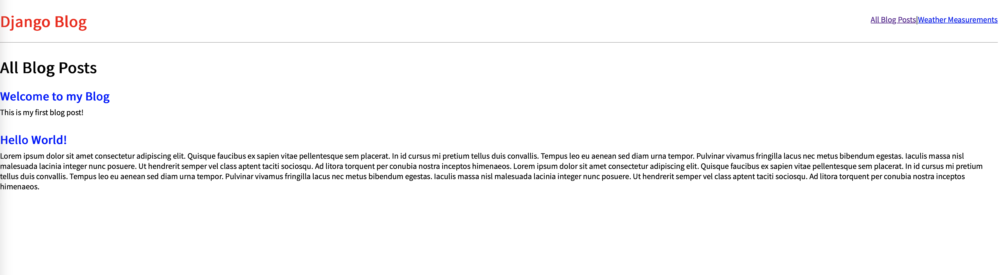 Django Blog
All Blog Posts|Weather Measurements
All Blog Posts
Welcome to my Blog
This is my first blog post!
Hello World!
Lorem ipsum dolor sit amet consectetur adipiscing elit. Quisque faucibus ex sapien vitae pellentesque sem placerat. In id cursus mi pretium tellus duis convallis. Tempus leo eu aenean sed diam urna tempor. Pulvinar vivamus fringilla lacus nec metus bibendum egestas. Iaculis massa nisl
malesuada lacinia integer nunc posuere. Ut hendrerit semper vel class aptent taciti sociosqu. Ad litora torquent per conubia nostra inceptos himenaeos. Lorem ipsum dolor sit amet consectetur adipiscing elit. Quisque faucibus ex sapien vitae pellentesque sem placerat. In id cursus mi pretium
tellus duis convallis. Tempus leo eu aenean sed diam urna tempor. Pulvinar vivamus fringilla lacus nec metus bibendum egestas. Iaculis massa nisl malesuada lacinia integer nunc posuere. Ut hendrerit semper vel class aptent taciti sociosqu. Ad litora torquent per conubia nostra inceptos
himenaeos.